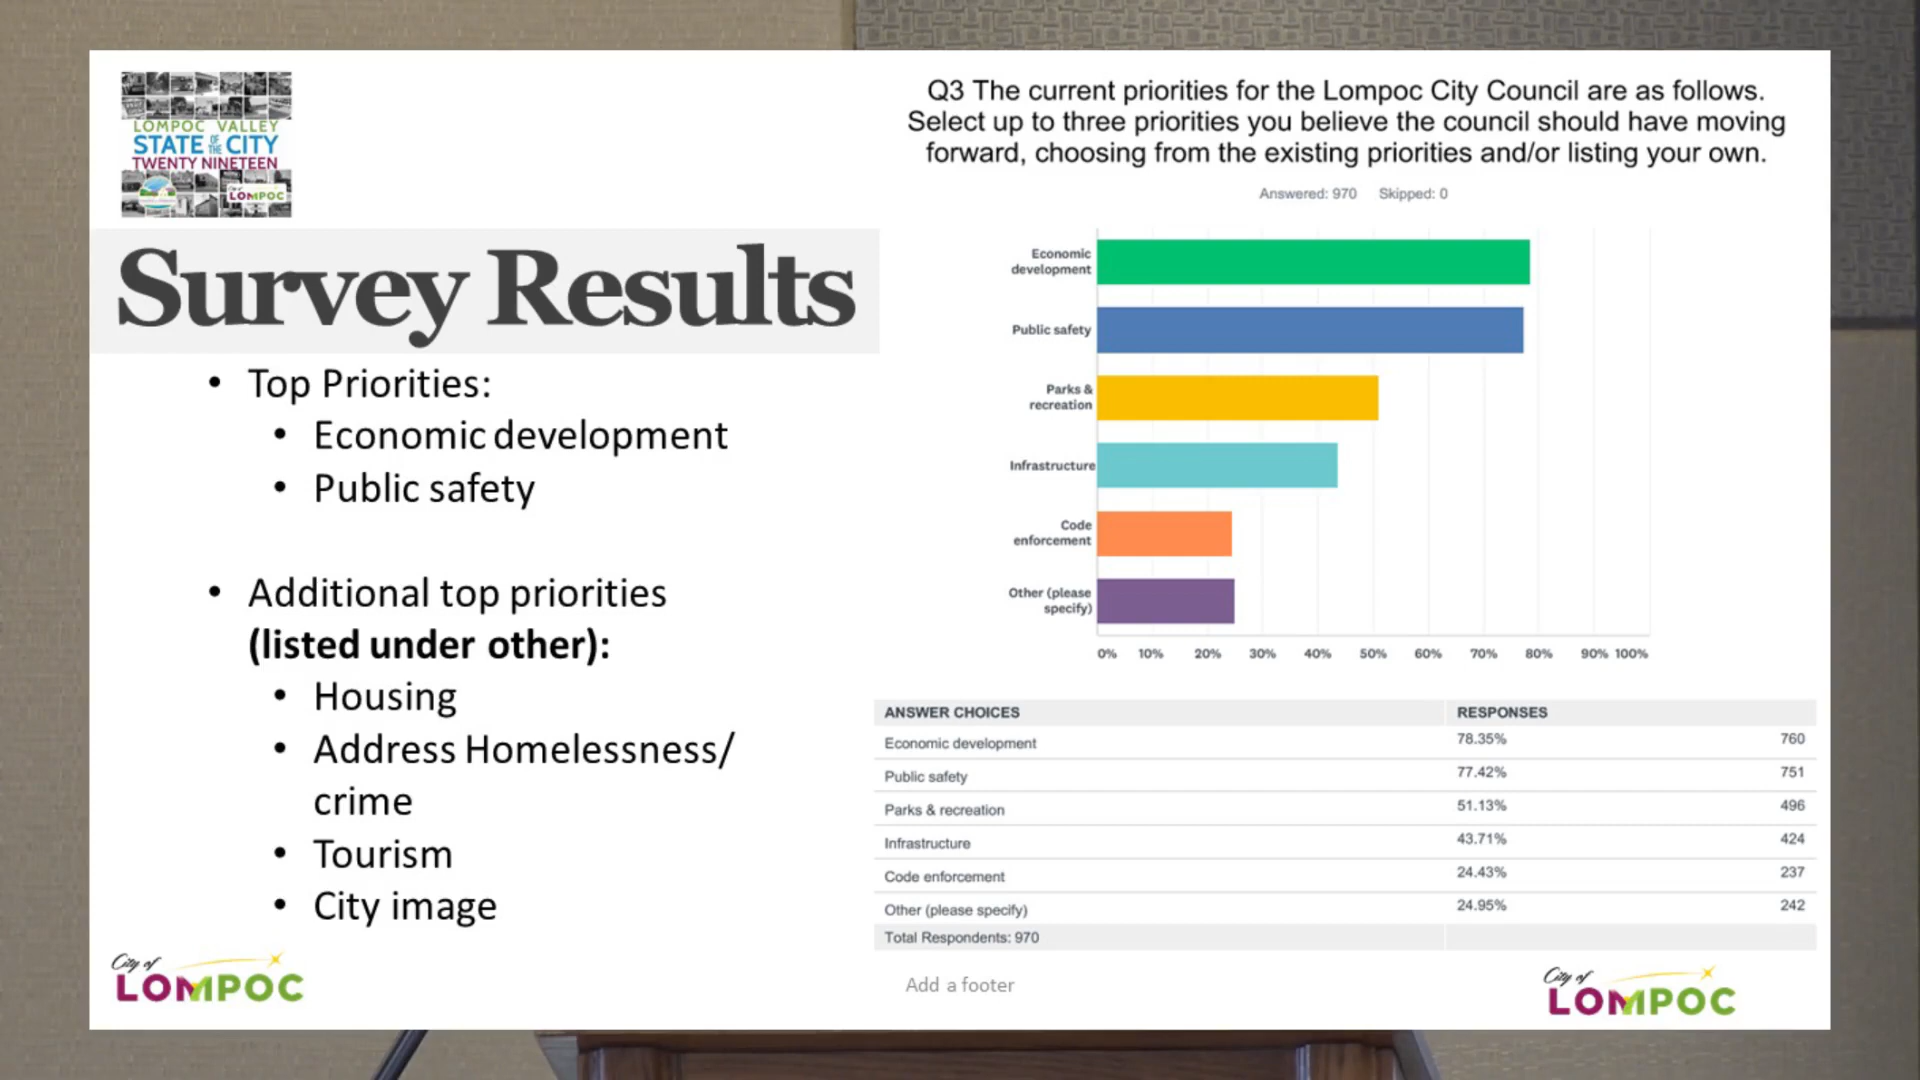 LOMPOC VALLEY
STATE OF THE CITY
TWENTY NINETEEN
City of
LOMPOC
Survey Results
• Top Priorities:
• Economic development
• Public safety
• Additional top priorities
(listed under other):
• Housing
• Address Homelessness/
crime
• Tourism
• City image
City of
LOMPOC
Q3 The current priorities for the Lompoc City Council are as follows.
Select up to three priorities you believe the council should have moving
forward, choosing from the existing priorities and/or listing your own.
Answered: 970 Skipped: 0
Economic
development
Public safety
Parks &
recreation
Infrastructure
Code
enforcement
Other (please
specify)
0% 10% 20% 30% 40% 50% 60% 70% 80% 90% 100%
ANSWER CHOICES RESPONSES
Economic development 78.35% 760
Public safety 77.42% 751
Parks & recreation 51.13% 496
Infrastructure 43.71% 424
Code enforcement 24.43% 237
Other (please specify) 24.95% 242
Total Respondents: 970
Add a footer
City of
LOMPOC